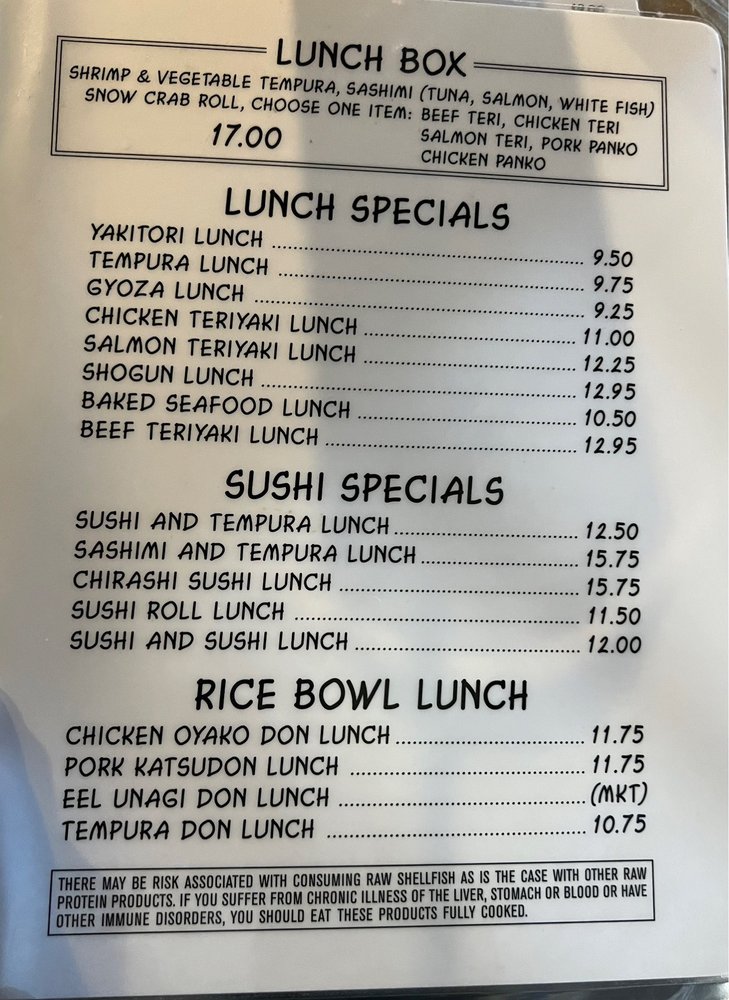 LUNCH BOX
SHRIMP & VEGETABLE TEMPURA, SASHIMI (TUNA, SALMON, WHITE FISH)
SNOW CRAB ROLL, CHOOSE ONE ITEM: BEEF TERI, CHICKEN TERI
17.00 SALMON TERI, PORK PANKO
CHICKEN PANKO
LUNCH SPECIALS
YAKITORI LUNCH 9.50
TEMPURA LUNCH 9.75
GYOZA LUNCH 9.25
CHICKEN TERIYAKI LUNCH 11.00
SALMON TERIYAKI LUNCH 12.25
SHOGUN LUNCH 12.95
BAKED SEAFOOD LUNCH 10.50
BEEF TERIYAKI LUNCH 12.95
SUSHI SPECIALS
SUSHI AND TEMPURA LUNCH 12.50
SASHIMI AND TEMPURA LUNCH 15.75
CHIRASHI SUSHI LUNCH 15.75
SUSHI ROLL LUNCH 11.50
SUSHI AND SUSHI LUNCH 12.00
RICE BOWL LUNCH
CHICKEN OYAKO DON LUNCH 11.75
PORK KATSUDON LUNCH 11.75
EEL UNAGI DON LUNCH (MKT)
TEMPURA DON LUNCH 10.75
THERE MAY BE RISK ASSOCIATED WITH CONSUMING RAW SHELLFISH AS IS THE CASE WITH OTHER RAW
PROTEIN PRODUCTS. IF YOU SUFFER FROM CHRONIC ILLNESS OF THE LIVER, STOMACH OR BLOOD OR HAVE
OTHER IMMUNE DISORDERS, YOU SHOULD EAT THESE PRODUCTS FULLY COOKED.